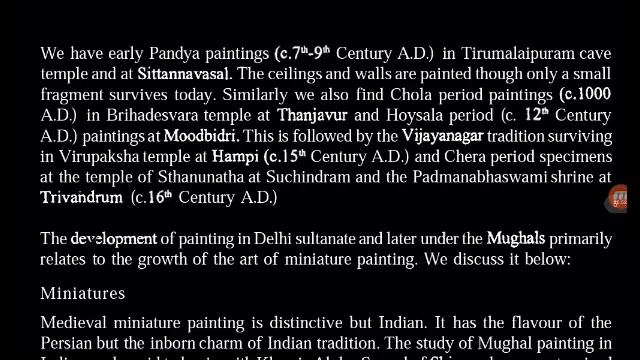 We have early Pandya paintings (c.7th-9th Century A.D.) in Tirumalaipuram cave
temple and at Sittannavasal. The ceilings and walls are painted though only a small
fragment survives today. Similarly we also find Chola period paintings (c.1000
A.D.) in Brihadesvara temple at Thanjavur and Hoysala period (c. 12th Century
A.D.) paintings at Moodbidri. This is followed by the Vijayanagar tradition surviving
in Virupaksha temple at Hampi (c.15th Century A.D.) and Chera period specimens
at the temple of Sthanunatha at Suchindram and the Padmanabhaswami shrine at
Trivandrum (c.16th Century A.D.)
The development of painting in Delhi sultanate and later under the Mughals primarily
relates to the growth of the art of miniature painting. We discuss it below:
Miniatures
Medieval miniature painting is distinctive but Indian. It has the flavour of the
Persian but the inborn charm of Indian tradition. The study of Mughal painting in